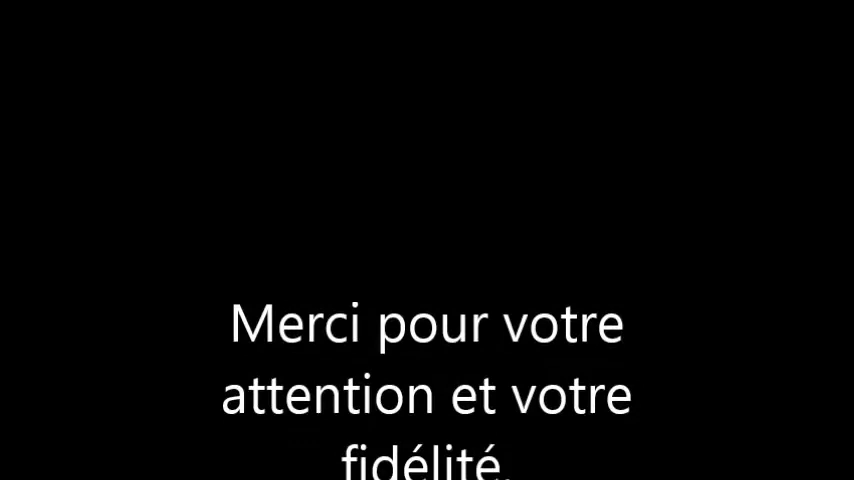 Merci pour votre
attention et votre
fidélité.